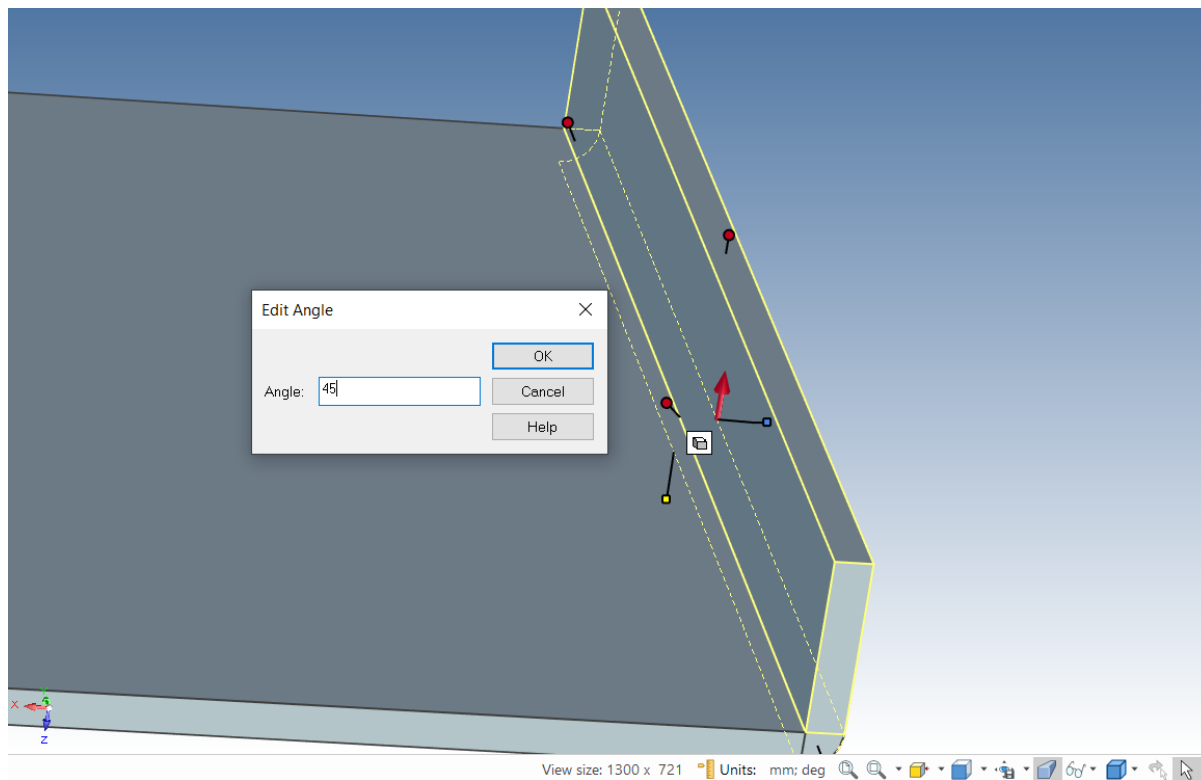 Edit Angle
OK
Angle: 45
Cancel
Help
X
Z
View size: 1300 x 721 Units: mm; deg